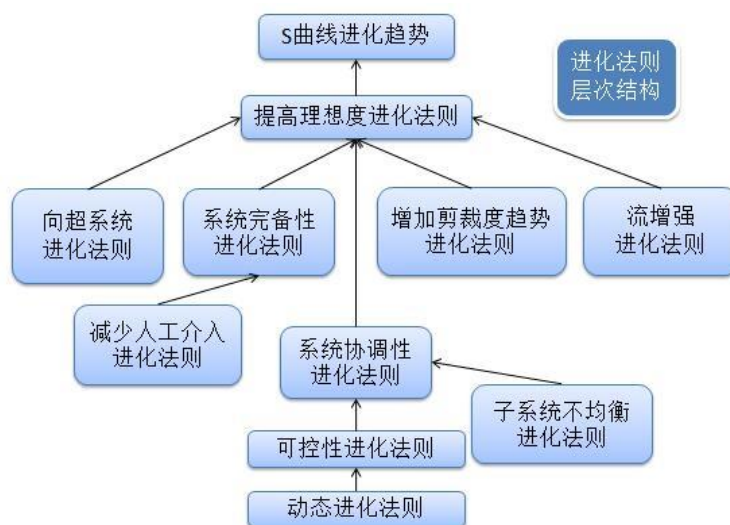 S曲线进化趋势
进化法则
层次结构
提高理想度进化法则
向超系统
进化法则
系统完备性
进化法则
增加剪裁度趋势
进化法则
流增强
进化法则
减少人工介入
进化法则
系统协调性
进化法则
子系统不均衡
进化法则
可控性进化法则
动态进化法则